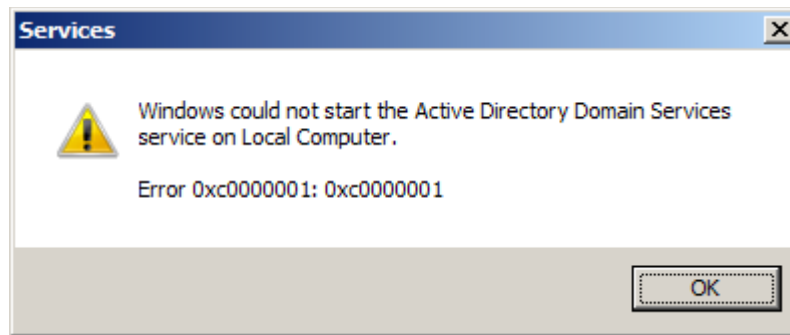 Services
Windows could not start the Active Directory Domain Services
service on Local Computer.
Error 0xc0000001: 0xc0000001
OK